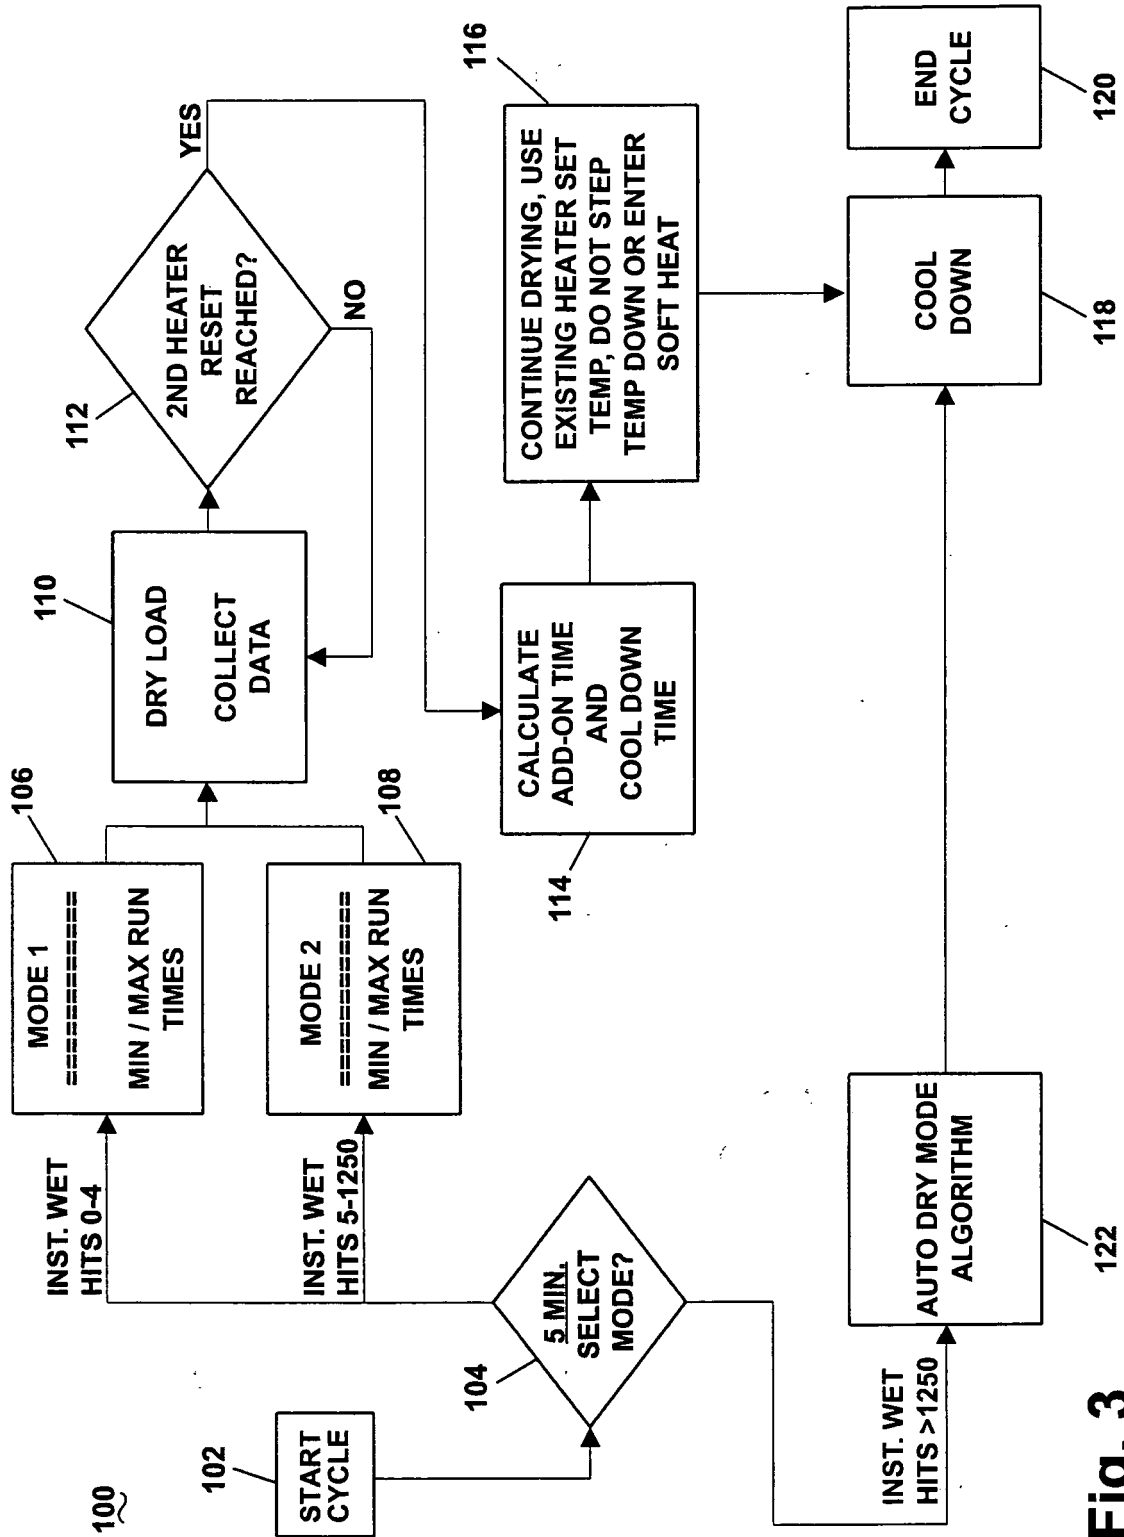 100
102
START
CYCLE
104
5 MIN.
SELECT
MODE?
INST. WET
HITS 0-4
INST. WET
HITS 5-1250
INST. WET
HITS >1250
106
MODE 1
============
MIN / MAX RUN
TIMES
108
MODE 2
============
MIN / MAX RUN
TIMES
110
DRY LOAD
COLLECT
DATA
112
2ND HEATER
RESET
REACHED?
YES
NO
114
CALCULATE
ADD-ON TIME
AND
COOL DOWN
TIME
116
CONTINUE DRYING, USE
EXISTING HEATER SET
TEMP, DO NOT STEP
TEMP DOWN OR ENTER
SOFT HEAT
122
AUTO DRY MODE
ALGORITHM
118
COOL
DOWN
120
END
CYCLE
Fig. 3